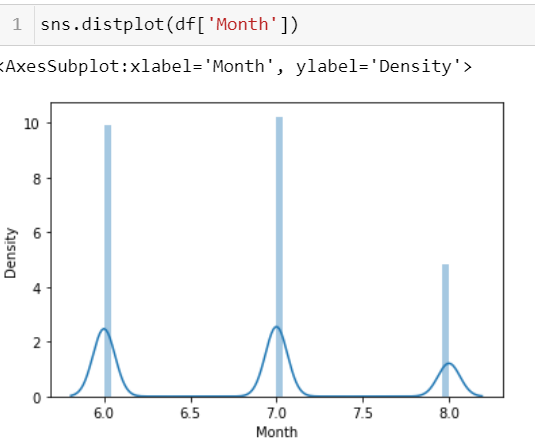 1 sns.distplot(df['Month'])
<AxesSubplot:xlabel='Month', ylabel='Density'>
10
8
6
4
2
0
Density
6.0 6.5 7.0 7.5 8.0
Month